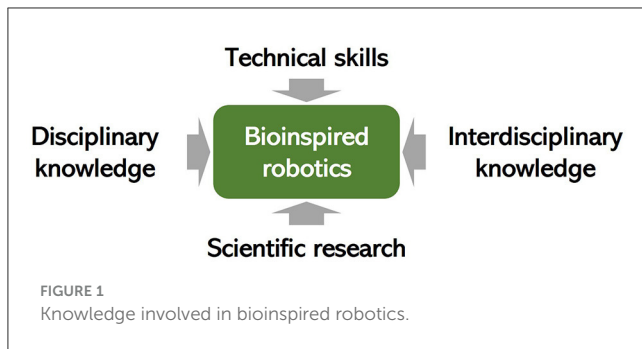 Technical skills
Disciplinary
knowledge
Bioinspired
robotics
Interdisciplinary
knowledge
Scientific research
FIGURE 1
Knowledge involved in bioinspired robotics.